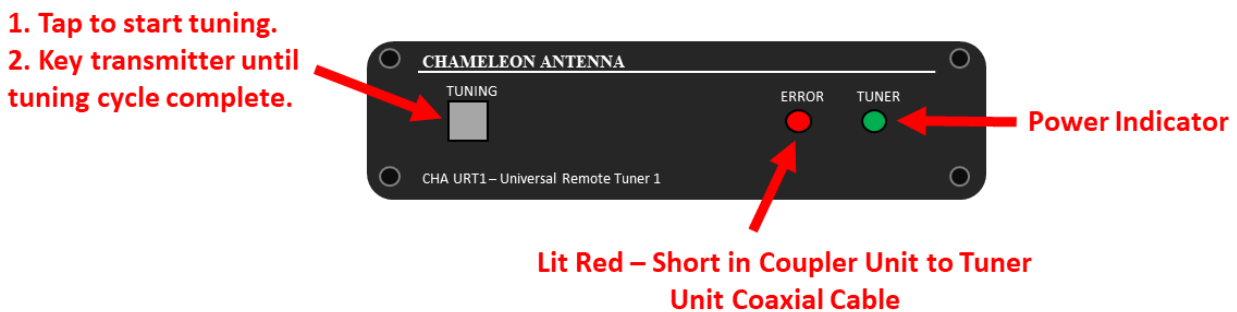 1. Tap to start tuning.
2. Key transmitter until
tuning cycle complete.
CHAMELEON ANTENNA
TUNING
ERROR
TUNER
Power Indicator
CHA URT1 – Universal Remote Tuner 1
Lit Red – Short in Coupler Unit to Tuner
Unit Coaxial Cable